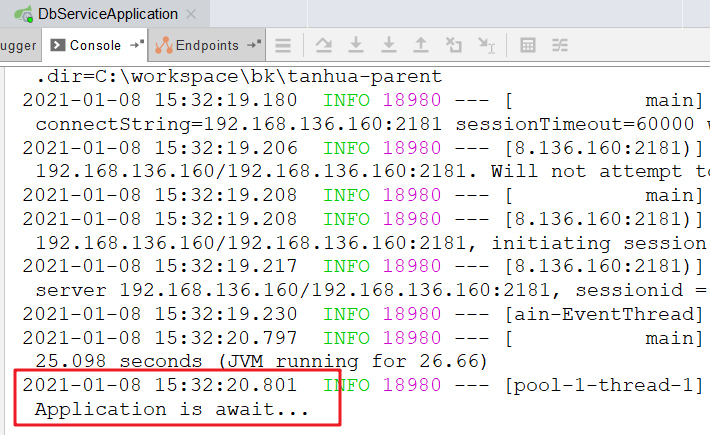 DbServiceApplication
ugger Console Endpoints
.dir=C:\workspace\bk\tanhua-parent
2021-01-08 15:32:19.180  INFO 18980 --- [           main]
connectString=192.168.136.160:2181 sessionTimeout=60000 w
2021-01-08 15:32:19.206  INFO 18980 --- [8.136.160:2181)]
192.168.136.160/192.168.136.160:2181. Will not attempt to
2021-01-08 15:32:19.208  INFO 18980 --- [           main]
2021-01-08 15:32:19.208  INFO 18980 --- [8.136.160:2181)]
192.168.136.160/192.168.136.160:2181, initiating session
2021-01-08 15:32:19.217  INFO 18980 --- [8.136.160:2181)]
server 192.168.136.160/192.168.136.160:2181, sessionid =
2021-01-08 15:32:19.230  INFO 18980 --- [ain-EventThread]
2021-01-08 15:32:20.797  INFO 18980 --- [           main]
25.098 seconds (JVM running for 26.66)
2021-01-08 15:32:20.801  INFO 18980 --- [pool-1-thread-1]
Application is await...